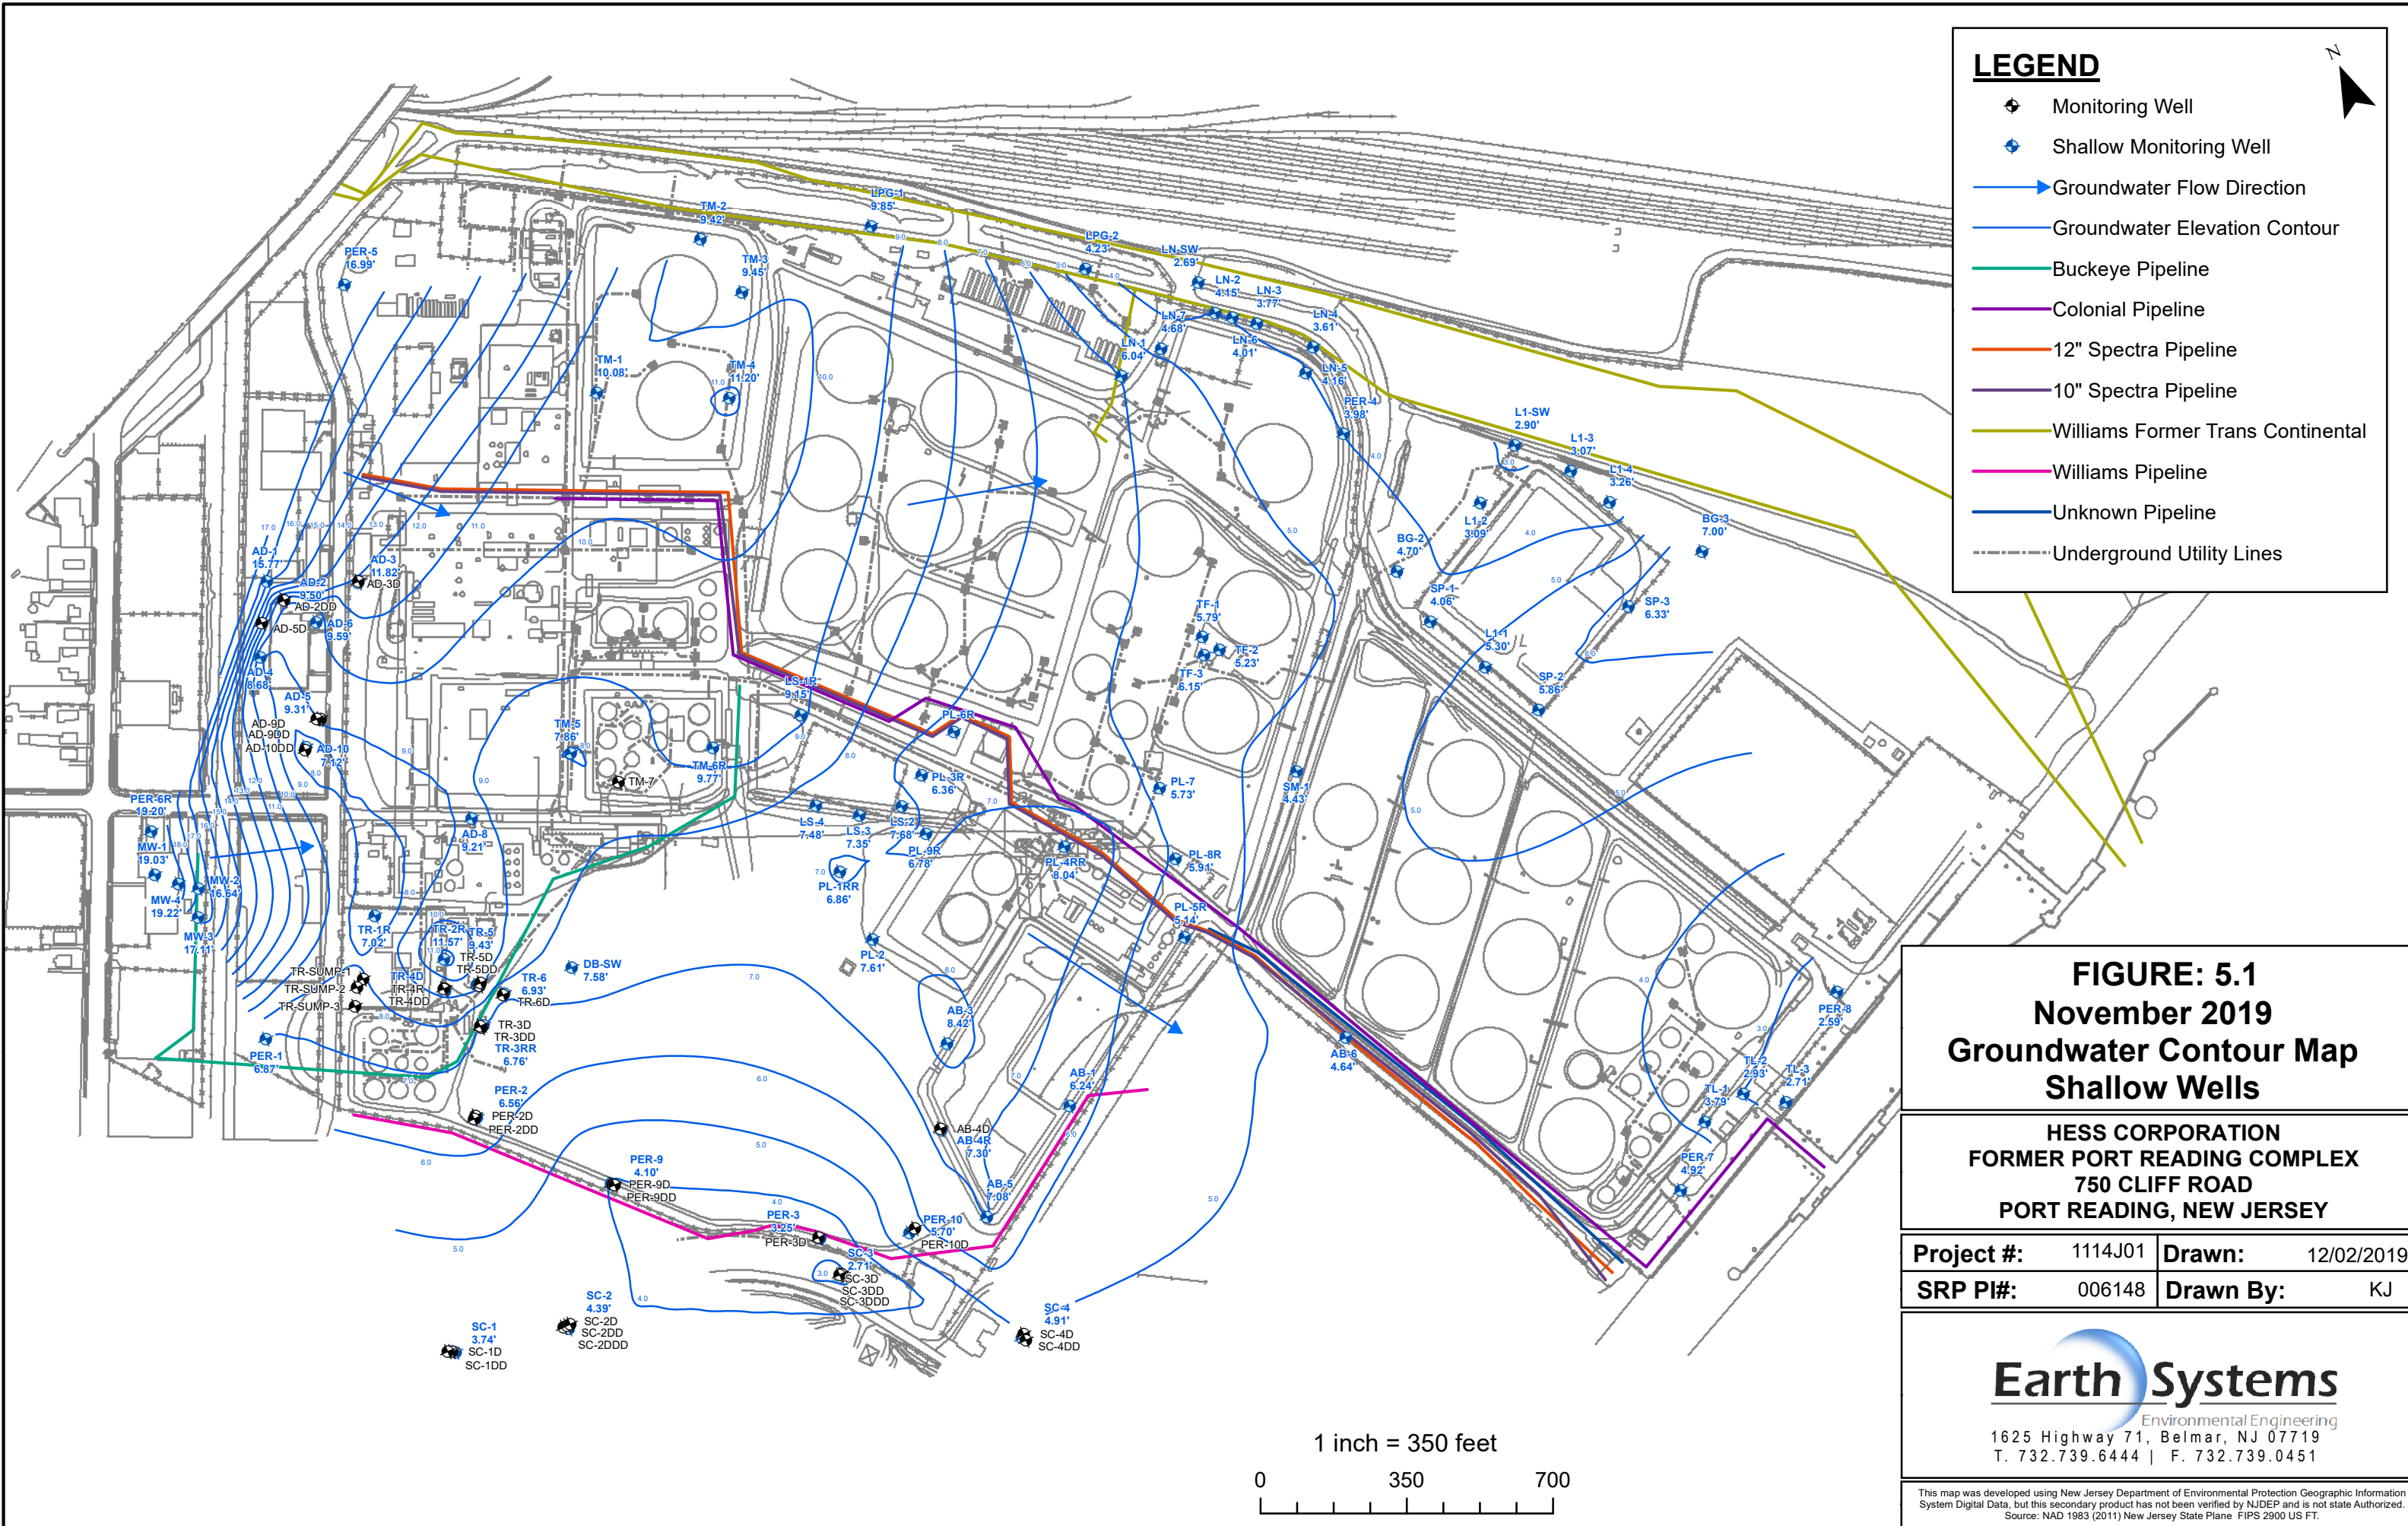 LEGEND
N
Monitoring Well
Shallow Monitoring Well
Groundwater Flow Direction
Groundwater Elevation Contour
Buckeye Pipeline
Colonial Pipeline
12" Spectra Pipeline
10" Spectra Pipeline
Williams Former Trans Continental
Williams Pipeline
Unknown Pipeline
Underground Utility Lines
PER-5
16.99'
TM-2
9.42'
LPG-1
9.85'
TM-3
9.45'
LPG-2
4.23'
LN-SW
2.69'
LN-2
4.15'
LN-3
3.77'
LN-4
3.61'
LN-7
4.68'
LN-6
4.01'
LN-1
6.04'
LN-5
4.16'
PER-4
3.98'
TM-1
10.08'
TM-4
11.20'
L1-SW
2.90'
L1-3
3.07'
L1-4
3.26'
L1-2
3.09'
BG-3
7.00'
BG-2
4.70'
SP-1
4.06'
SP-3
6.33'
L1-1
5.30'
SP-2
5.86'
AD-1
15.77'
AD-2
9.50'
AD-2DD
AD-3
11.82'
AD-3D
AD-5D
AD-6
9.59'
AD-4
8.68'
AD-5
9.31'
AD-9D
AD-9DD
AD-10DD
AD-10
7.12'
TF-1
5.79'
TF-2
5.23'
TF-3
6.15'
LS-1R
9.15'
PL-6R
TM-5
7.86'
TM-6R
9.77'
TM-7
PL-3R
6.36'
PL-7
5.73'
SM-1
4.43'
PER-6R
19.20'
MW-1
19.03'
MW-2
16.64'
MW-4
19.22'
MW-3
17.11'
AD-8
9.21'
LS-4
7.48'
LS-3
7.35'
LS-2
7.68'
PL-9R
6.78'
PL-1RR
6.86'
PL-4RR
8.04'
PL-8R
5.91'
PL-5R
5.14'
PL-2
7.61'
TR-1R
7.02'
TR-2R
11.57'
TR-5
9.43'
TR-5D
TR-5DD
TR-SUMP-1
TR-SUMP-2
TR-SUMP-3
TR-4D
TR-4R
TR-4DD
TR-6
6.93'
TR-6D
DB-SW
7.58'
TR-3D
TR-3DD
TR-3RR
6.76'
PER-1
6.87'
PER-2
6.56'
PER-2D
PER-2DD
AB-3
8.42'
AB-1
6.24'
AB-4D
AB-4R
7.30'
AB-5
7.08'
AB-6
4.64'
PER-8
2.59'
TL-2
2.93'
TL-3
2.71'
TL-1
3.79'
PER-7
4.92'
PER-9
4.10'
PER-9D
PER-9DD
PER-3
3.25'
PER-3D
PER-10
5.70'
PER-10D
SC-3
2.71'
SC-3D
SC-3DD
SC-3DDD
SC-2
4.39'
SC-2D
SC-2DD
SC-2DDD
SC-1
3.74'
SC-1D
SC-1DD
SC-4
4.91'
SC-4D
SC-4DD
1 inch = 350 feet
0 350 700
FIGURE: 5.1
November 2019
Groundwater Contour Map
Shallow Wells
HESS CORPORATION
FORMER PORT READING COMPLEX
750 CLIFF ROAD
PORT READING, NEW JERSEY
Project #: 1114J01 Drawn: 12/02/2019
SRP PI#: 006148 Drawn By: KJ
Earth Systems
Environmental Engineering
1625 Highway 71, Belmar, NJ 07719
T. 732.739.6444 | F. 732.739.0451
This map was developed using New Jersey Department of Environmental Protection Geographic Information
System Digital Data, but this secondary product has not been verified by NJDEP and is not state Authorized.
Source: NAD 1983 (2011) New Jersey State Plane FIPS 2900 US FT.